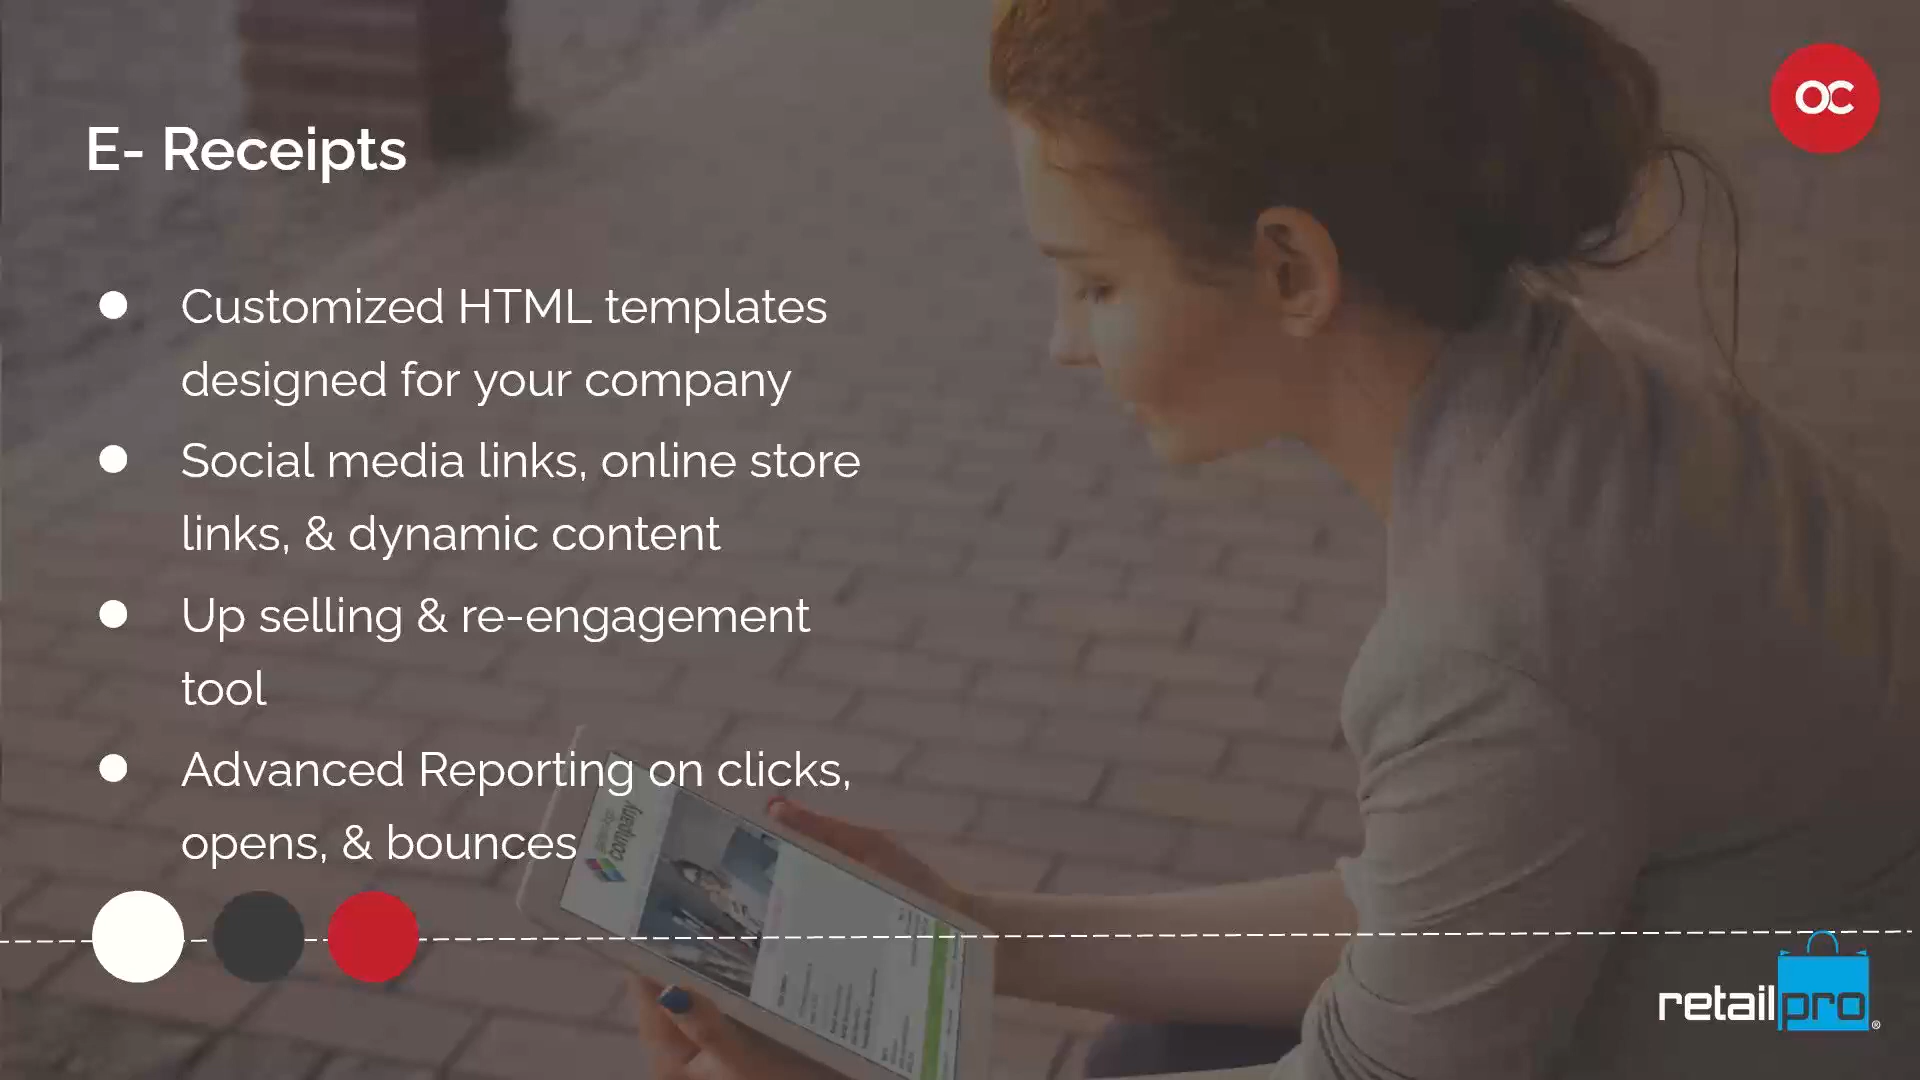 OC
E- Receipts
Customized HTML templates
designed for your company
Social media links, online store
links, & dynamic content
Up selling & re-engagement
tool
Advanced Reporting on clicks,
opens, & bounces
company
retailpro®